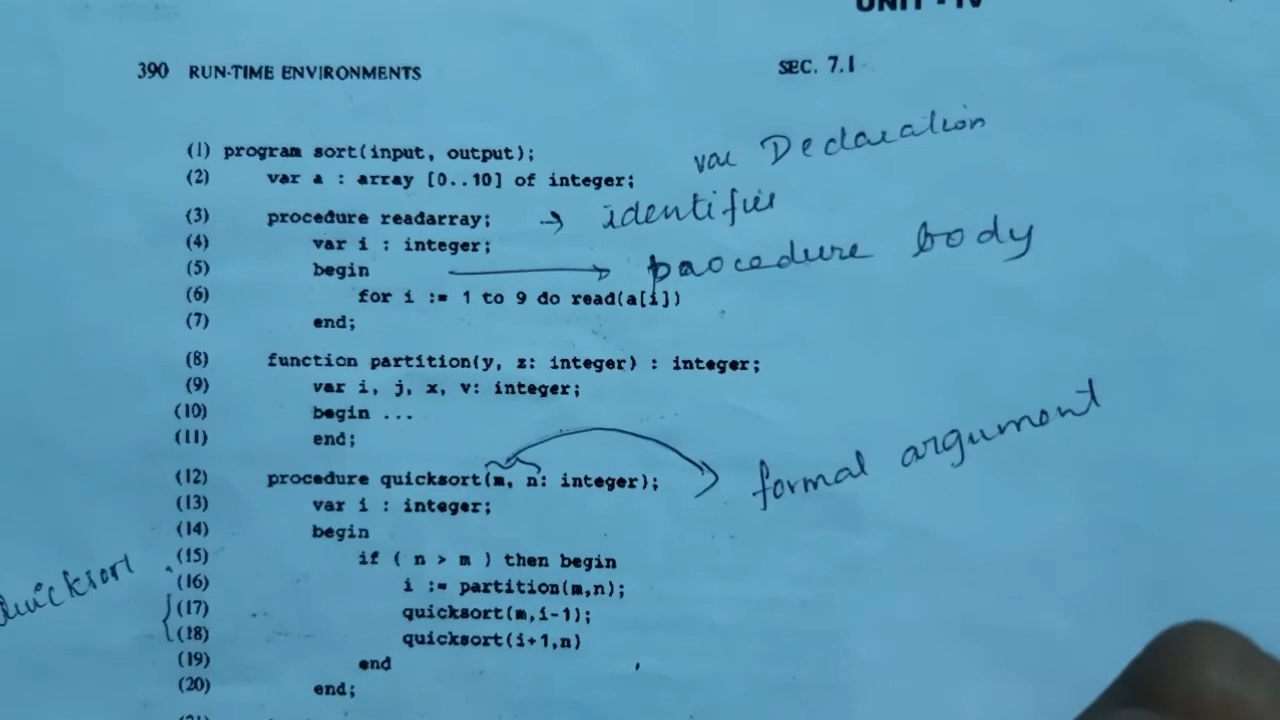 UNIT - IV
390 RUN-TIME ENVIRONMENTS SEC. 7.1
(1) program sort(input, output);
var Declaration
(2) var a : array [0..10] of integer;
(3) procedure readarray; → identifier
(4) var i : integer;
(5) begin → procedure body
(6) for i := 1 to 9 do read(a[i])
(7) end;
(8) function partition(y, z: integer) : integer;
(9) var i, j, x, v: integer;
(10) begin ...
(11) end;
(12) procedure quicksort(m, n: integer); formal argument
(13) var i : integer;
(14) begin
(15) if ( n > m ) then begin
(16) i := partition(m,n);
Quicksort
(17) quicksort(m,i-1);
(18) quicksort(i+1,n)
(19) end
(20) end;